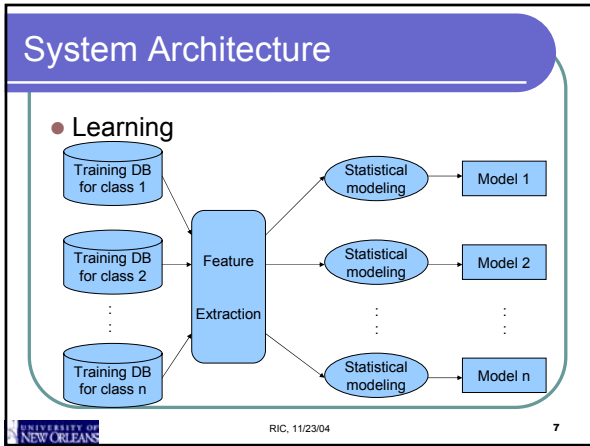 System Architecture
Learning
Training DB
for class 1
Statistical
modeling
Model 1
Training DB
for class 2
Feature
Extraction
Statistical
modeling
Model 2
:
:
:
:
:
:
Training DB
for class n
Statistical
modeling
Model n
UNIVERSITY OF
NEW ORLEANS
RIC, 11/23/04
7